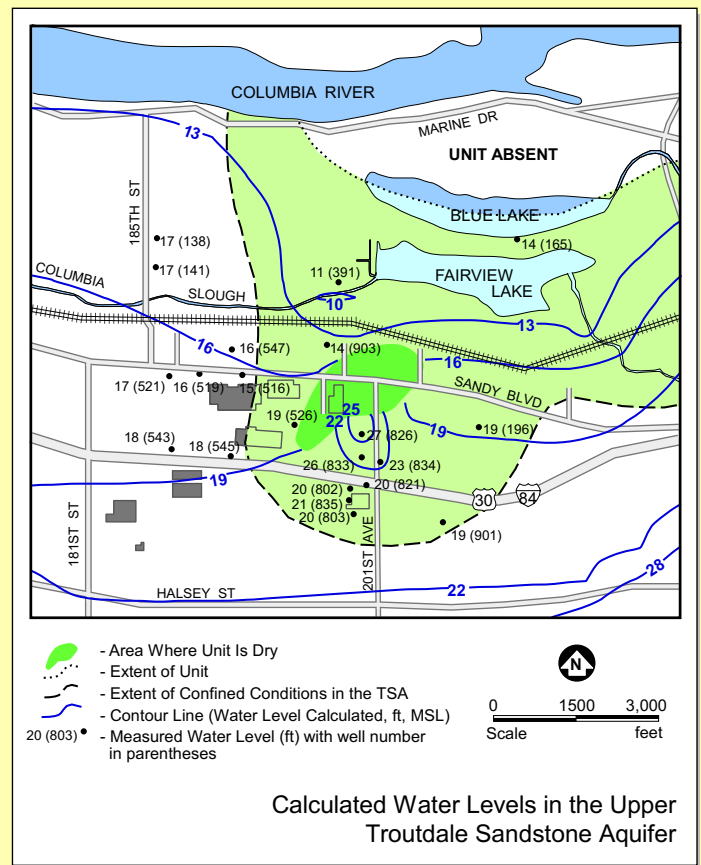 COLUMBIA RIVER
MARINE DR
13
UNIT ABSENT
185TH ST
BLUE LAKE
17 (138)
14 (165)
17 (141)
COLUMBIA
SLOUGH
11 (391)
FAIRVIEW
LAKE
10
13
16
16 (547)
14 (903)
16
17 (521)
16 (519)
15 (516)
SANDY BLVD
25
22
19 (526)
19
19 (196)
27 (826)
18 (543)
18 (545)
26 (833)
23 (834)
19
20 (802)
20 (821)
30
84
21 (835)
20 (803)
19 (901)
181ST ST
201ST AVE
28
22
HALSEY ST
- Area Where Unit Is Dry
- Extent of Unit
- Extent of Confined Conditions in the TSA
- Contour Line (Water Level Calculated, ft, MSL)
20 (803)
- Measured Water Level (ft) with well number
in parentheses
N
0 1500 3,000
Scale feet
Calculated Water Levels in the Upper
Troutdale Sandstone Aquifer